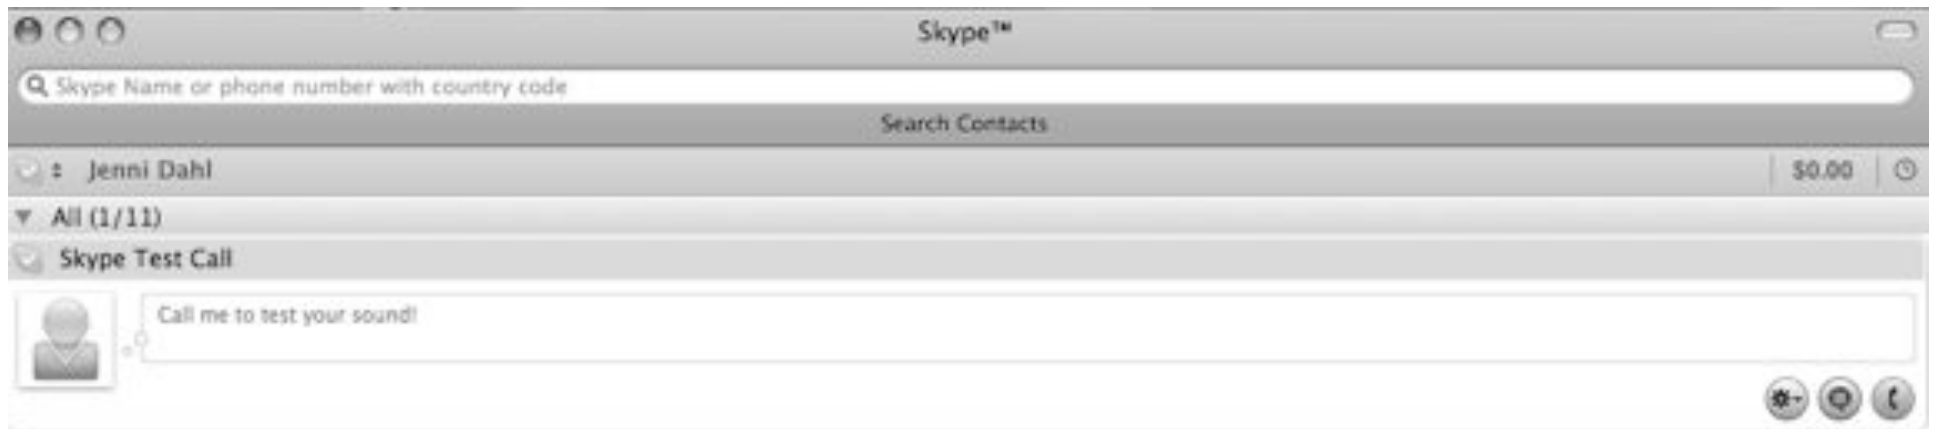 Skype™
Skype Name or phone number with country code
Search Contacts
Jenni Dahl $0.00
All (1/11)
Skype Test Call
Call me to test your sound!